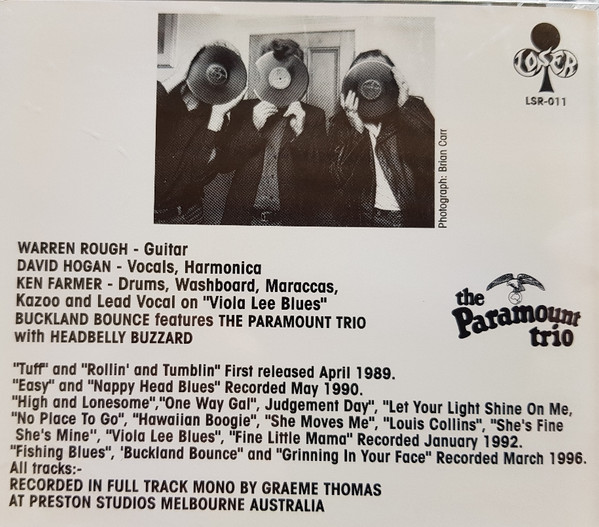 LOSER
LSR-011
Photograph: Brian Carr
WARREN ROUGH - Guitar
DAVID HOGAN - Vocals, Harmonica
KEN FARMER - Drums, Washboard, Maraccas,
Kazoo and Lead Vocal on "Viola Lee Blues"
BUCKLAND BOUNCE features THE PARAMOUNT TRIO
with HEADBELLY BUZZARD
the
Paramount
trio
"Tuff" and "Rollin' and Tumblin" First released April 1989.
"Easy" and "Nappy Head Blues" Recorded May 1990.
"High and Lonesome","One Way Gal", Judgement Day", "Let Your Light Shine On Me,
"No Place To Go", "Hawaiian Boogie", "She Moves Me", "Louis Collins", "She's Fine
She's Mine", "Viola Lee Blues", "Fine Little Mama" Recorded January 1992.
"Fishing Blues", 'Buckland Bounce" and "Grinning In Your Face" Recorded March 1996.
All tracks:-
RECORDED IN FULL TRACK MONO BY GRAEME THOMAS
AT PRESTON STUDIOS MELBOURNE AUSTRALIA